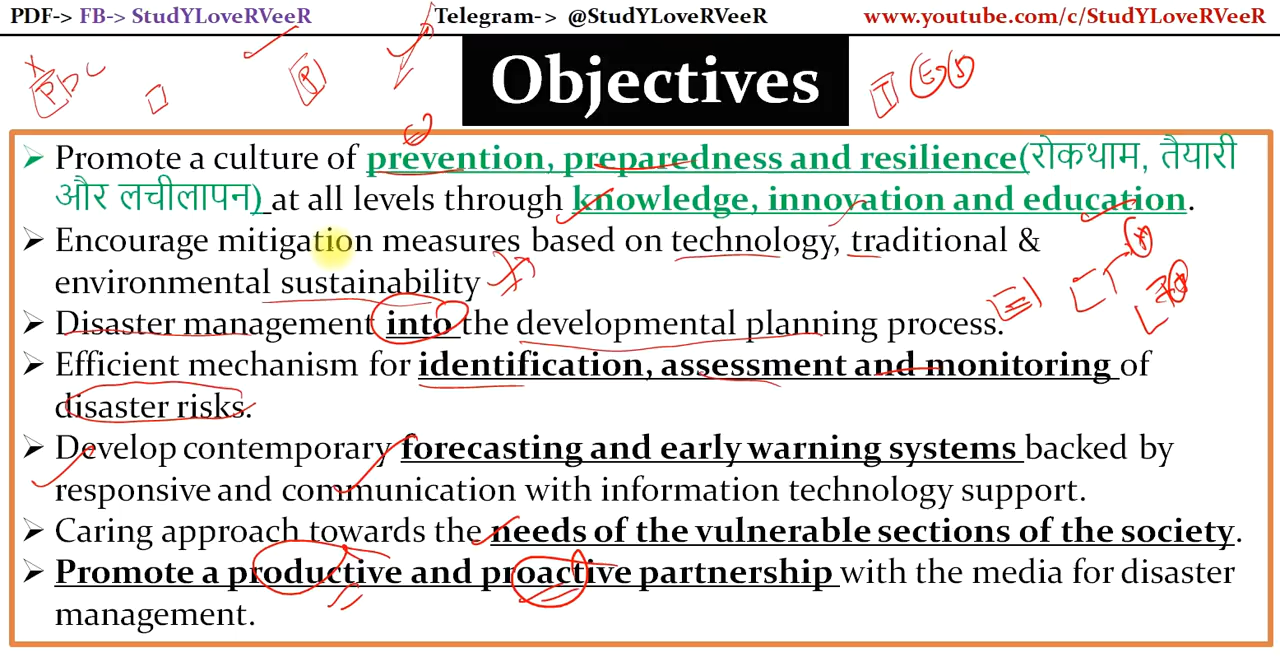 PDF-> FB-> StudYLoveRVeeR Telegram-> @StudYLoveRVeeR www.youtube.com/c/StudYLoveRVeeR
Objectives
Promote a culture of prevention, preparedness and resilience(रोकथाम, तैयारी
और लचीलापन) at all levels through knowledge, innovation and education.
Encourage mitigation measures based on technology, traditional &
environmental sustainability
Disaster management into the developmental planning process.
Efficient mechanism for identification, assessment and monitoring of
disaster risks.
Develop contemporary forecasting and early warning systems backed by
responsive and communication with information technology support.
Caring approach towards the needs of the vulnerable sections of the society.
Promote a productive and proactive partnership with the media for disaster
management.